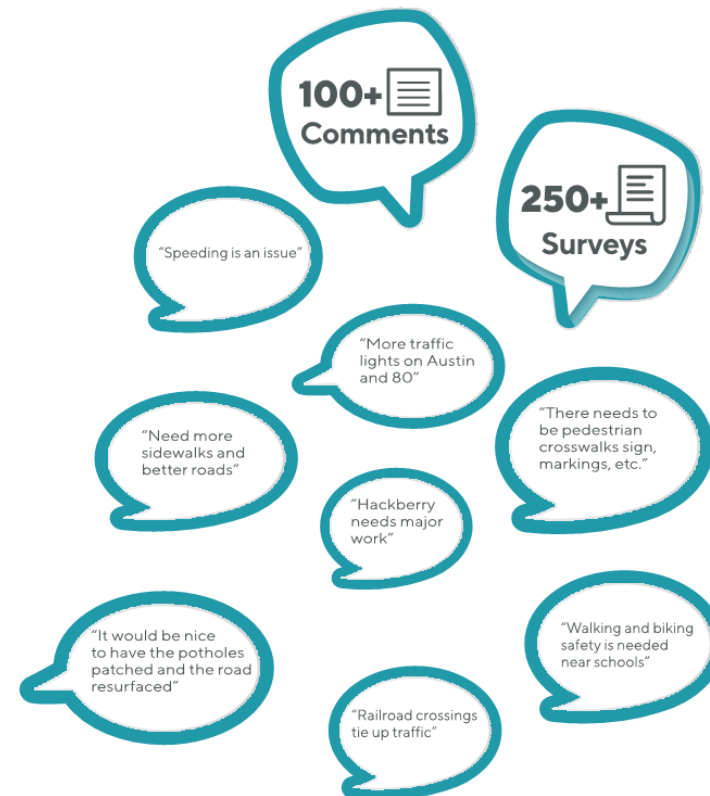 100+
Comments
250+
Surveys
“Speeding is an issue“
“More traffic
lights on Austin
and 80”
“Need more
sidewalks and
better roads”
“There needs to
be pedestrian
crosswalks sign,
markings, etc.”
“Hackberry
needs major
work”
“It would be nice
to have the potholes
patched and the road
resurfaced”
“Walking and biking
safety is needed
near schools”
“Railroad crossings
tie up traffic”